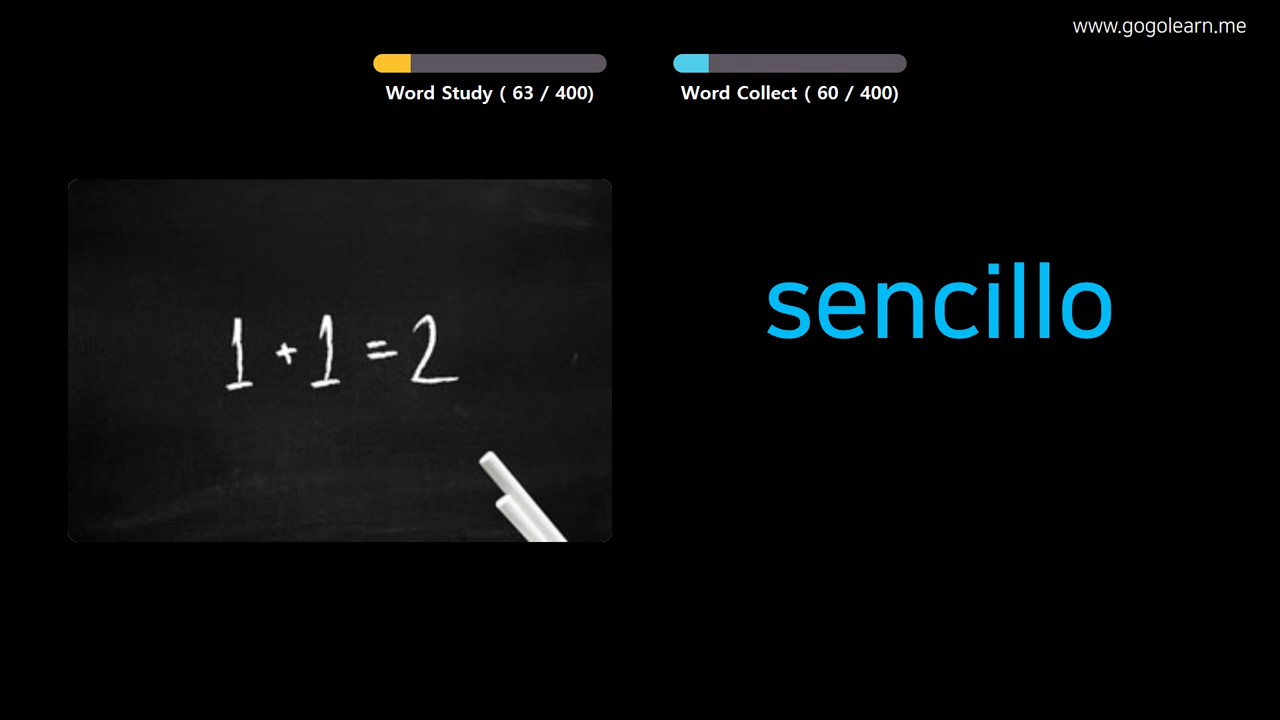 www.gogolearn.me
Word Study ( 63 / 400)
Word Collect ( 60 / 400)
1 + 1 = 2
sencillo